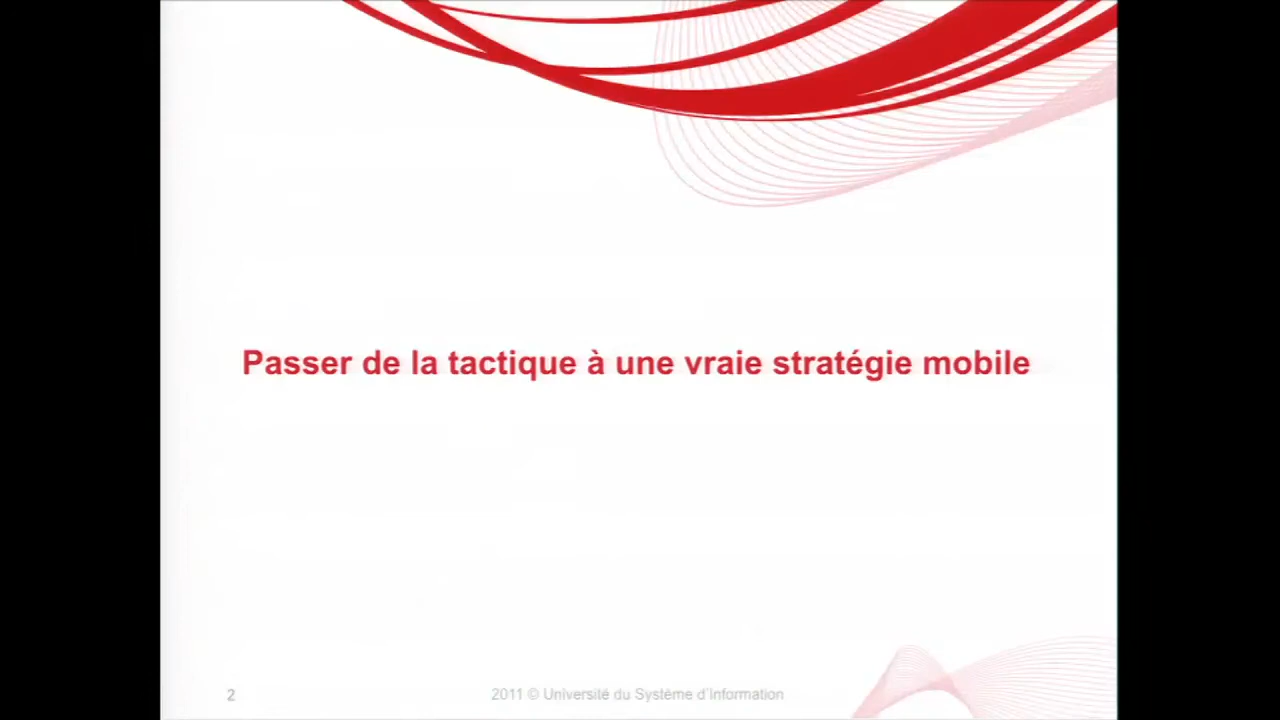 Passer de la tactique à une vraie stratégie mobile
2
2011 © Université du Système d'Information